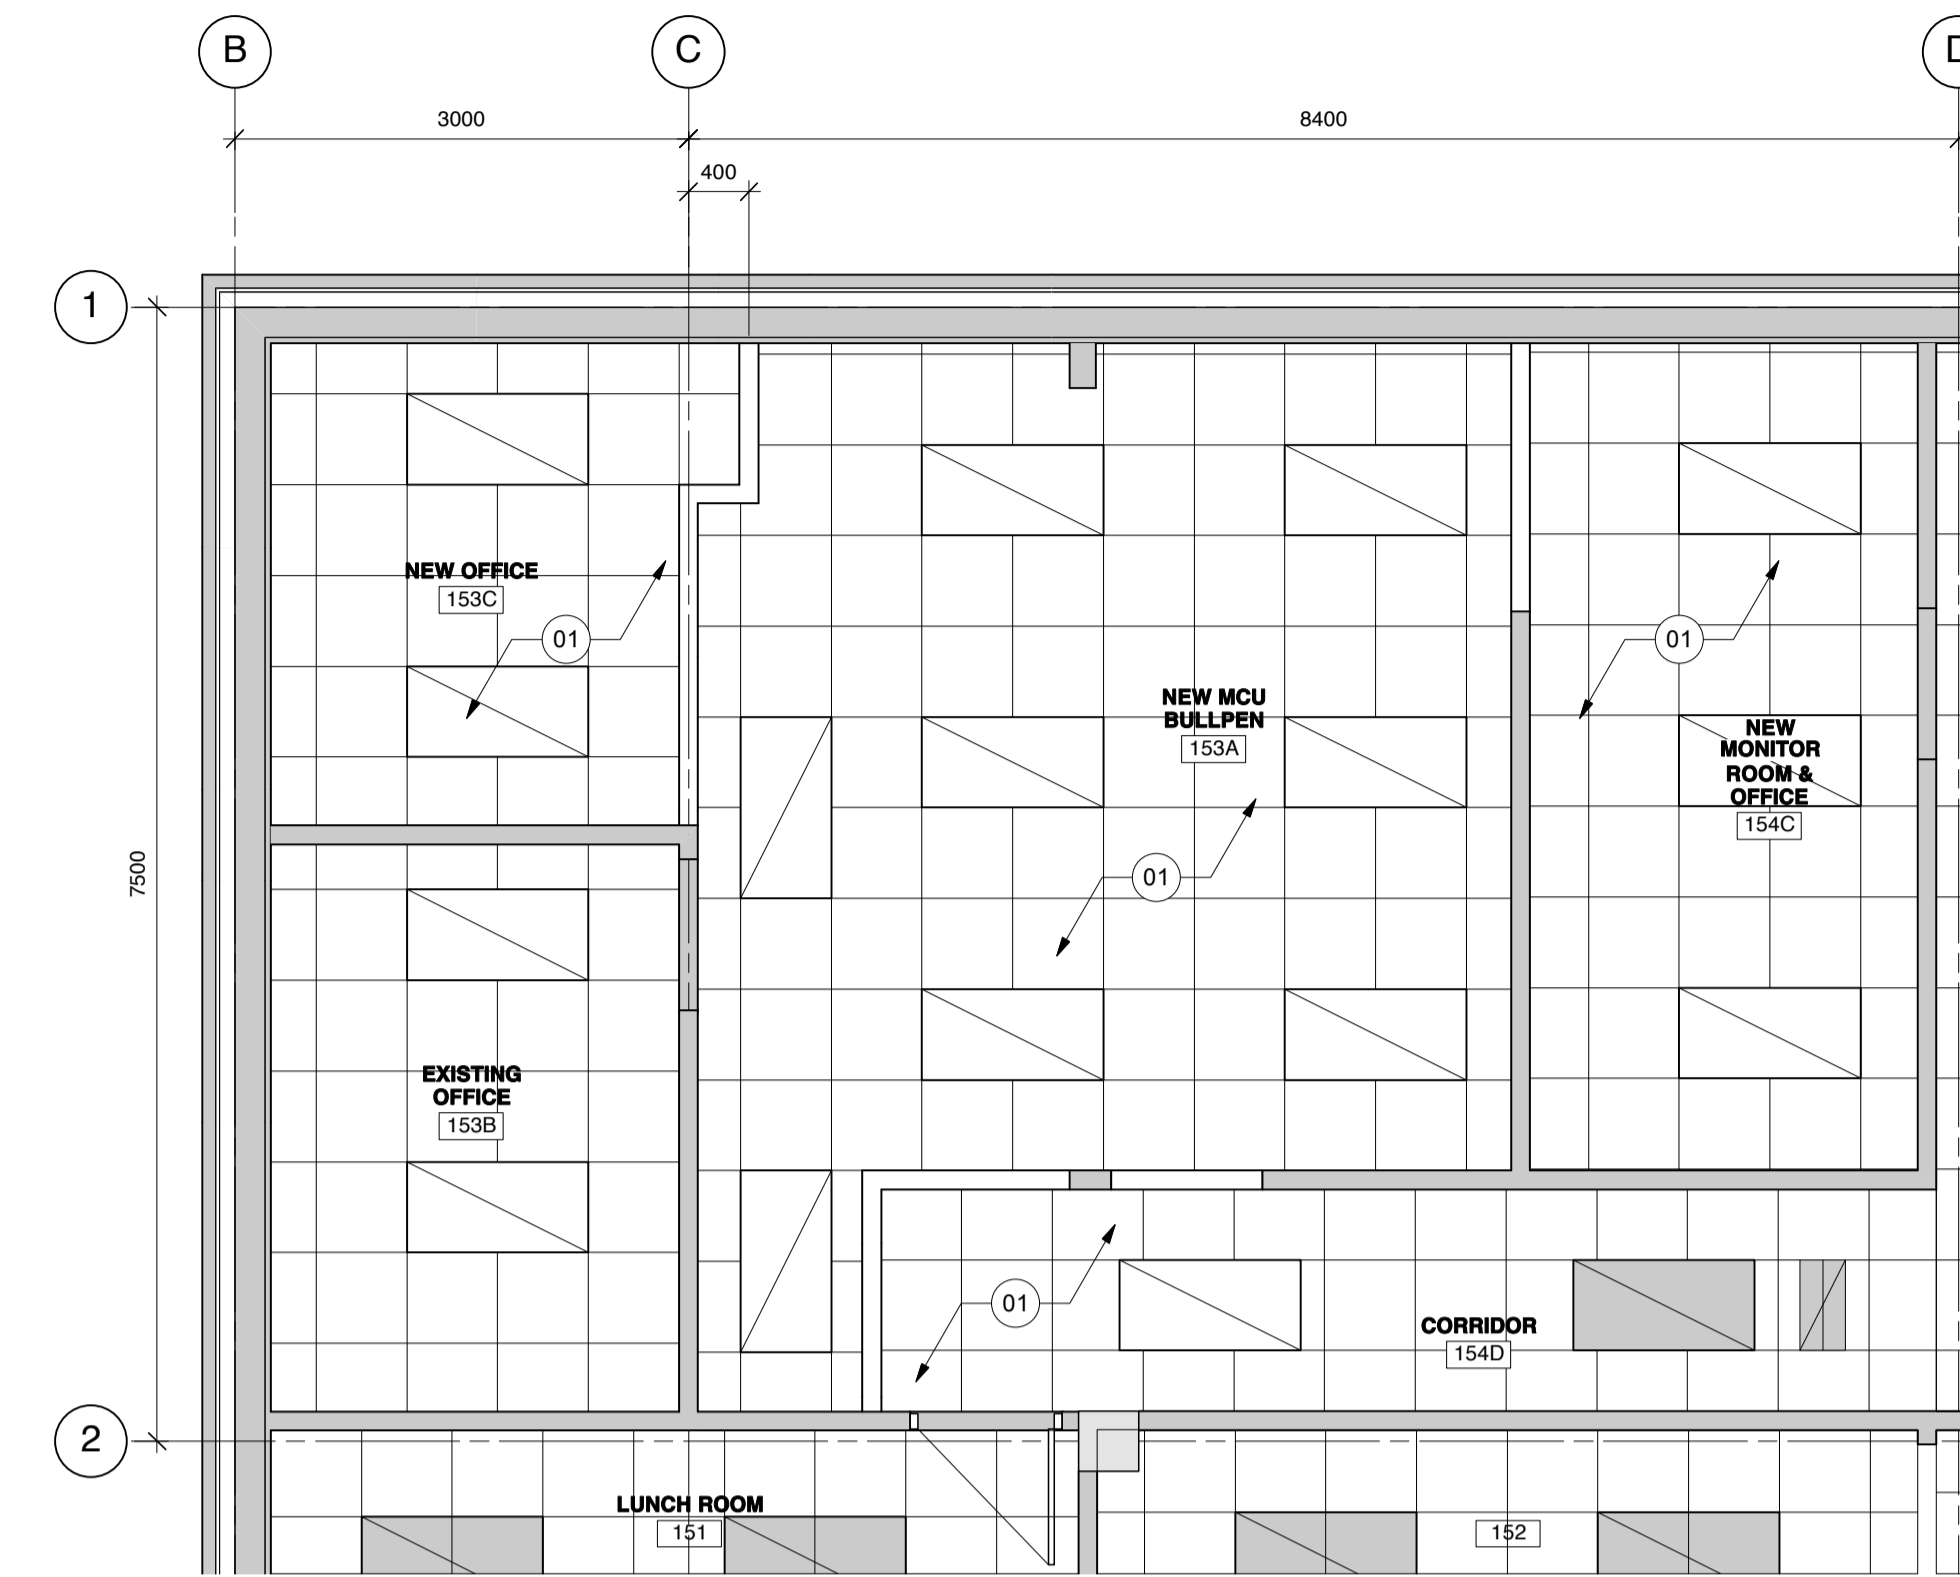 B
C
D
3000
8400
400
1
NEW OFFICE
153C
01
01
NEW MCU
BULLPEN
153A
NEW
MONITOR
ROOM &
OFFICE
154C
01
7500
EXISTING
OFFICE
153B
01
CORRIDOR
154D
2
LUNCH ROOM
151
152